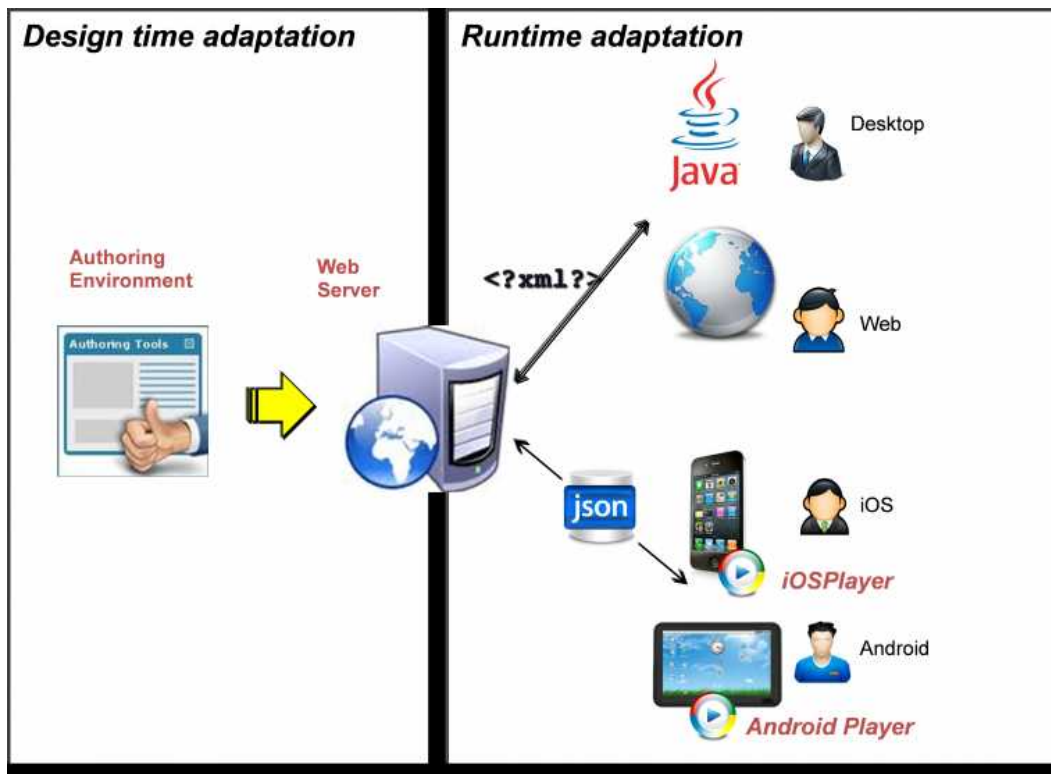 Design time adaptation
Runtime adaptation
Java
Desktop
Authoring
Environment
Web
Server
<?xml?>
Web
Authoring Tools
json
iOS
iOSPlayer
Android
Android Player